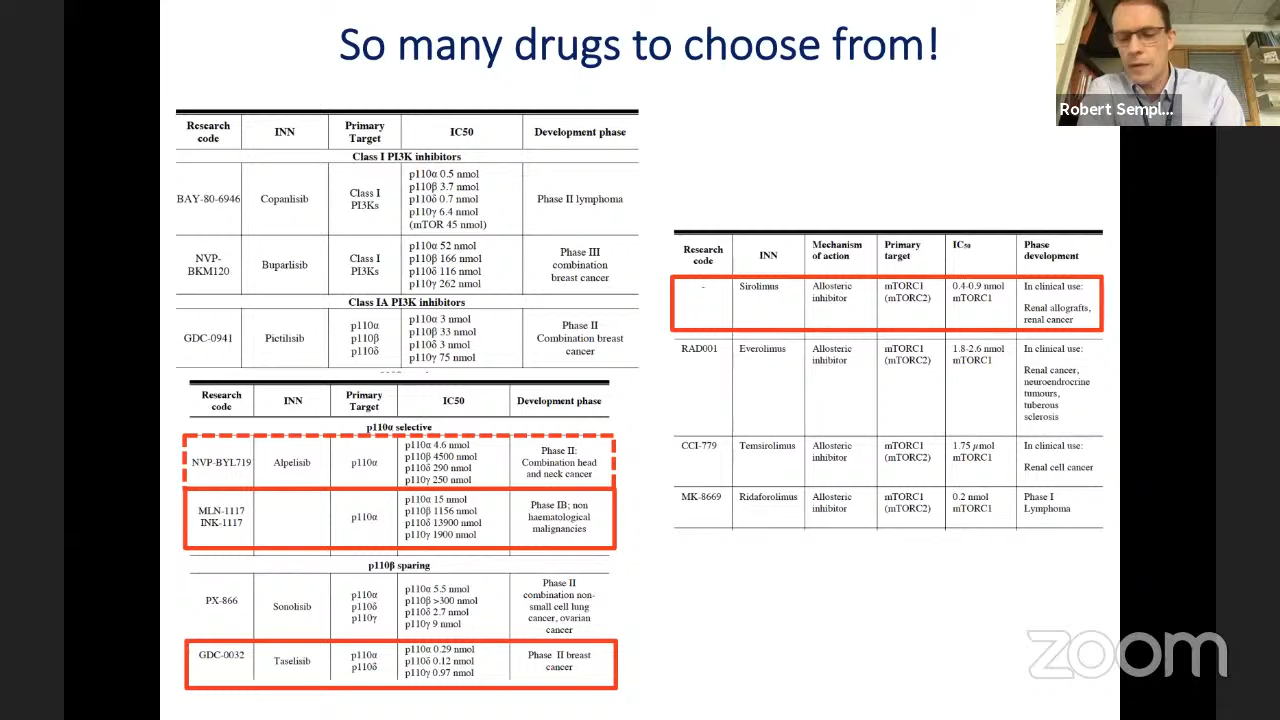 So many drugs to choose from!
Robert Sempl...
Research code INN Primary Target IC50 Development phase
Class I PI3K inhibitors
BAY-80-6946 Copanlisib Class I PI3Ks p110α 0.5 nmol Phase II lymphoma
p110β 3.7 nmol
p110δ 0.7 nmol
p110γ 6.4 nmol
(mTOR 45 nmol)
NVP-BKM120 Buparlisib Class I PI3Ks p110α 52 nmol Phase III combination breast cancer
p110β 166 nmol
p110δ 116 nmol
p110γ 262 nmol
Class IA PI3K inhibitors
GDC-0941 Pictilisib p110α p110α 3 nmol Phase II
p110β p110β 33 nmol Combination breast
p110δ p110δ 3 nmol cancer
p110γ 75 nmol
Research code INN Primary Target IC50 Development phase
p110α selective
NVP-BYL719 Alpelisib p110α p110α 4.6 nmol Phase II:
p110β 4500 nmol Combination head
p110δ 290 nmol and neck cancer
p110γ 250 nmol
MLN-1117 p110α p110α 15 nmol Phase IB; non
INK-1117 p110β 1156 nmol haematological
p110δ 13900 nmol malignancies
p110γ 1900 nmol
p110β sparing
PX-866 Sonolisib p110α p110α 5.5 nmol Phase II
p110δ p110β >300 nmol combination non-
p110γ p110δ 2.7 nmol small cell lung
p110γ 9 nmol cancer, ovarian
cancer
GDC-0032 Taselisib p110α p110α 0.29 nmol Phase II breast
p110δ p110δ 0.12 nmol cancer
p110γ 0.97 nmol
Research code INN Mechanism of action Primary target IC₅₀ Phase development
- Sirolimus Allosteric mTORC1 0.4-0.9 nmol In clinical use:
inhibitor (mTORC2) mTORC1
Renal allografts,
renal cancer
RAD001 Everolimus Allosteric mTORC1 1.8-2.6 nmol In clinical use:
inhibitor (mTORC2) mTORC1
Renal cancer,
neuroendocrine
tumours,
tuberous
sclerosis
CCI-779 Temsirolimus Allosteric mTORC1 1.75 μmol In clinical use:
inhibitor (mTORC2) mTORC1
Renal cell cancer
MK-8669 Ridaforolimus Allosteric mTORC1 0.2 nmol Phase I
inhibitor (mTORC2) mTORC1 Lymphoma
zoom